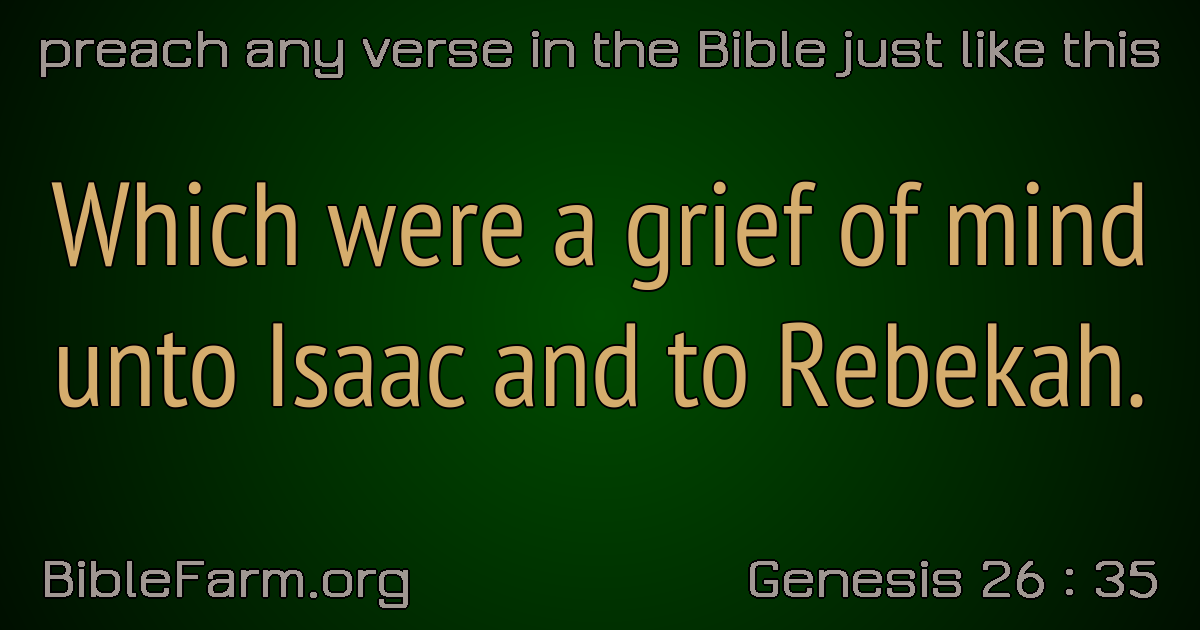 preach any verse in the Bible just like this
Which were a grief of mind
unto Isaac and to Rebekah.
BibleFarm.org
Genesis 26 : 35